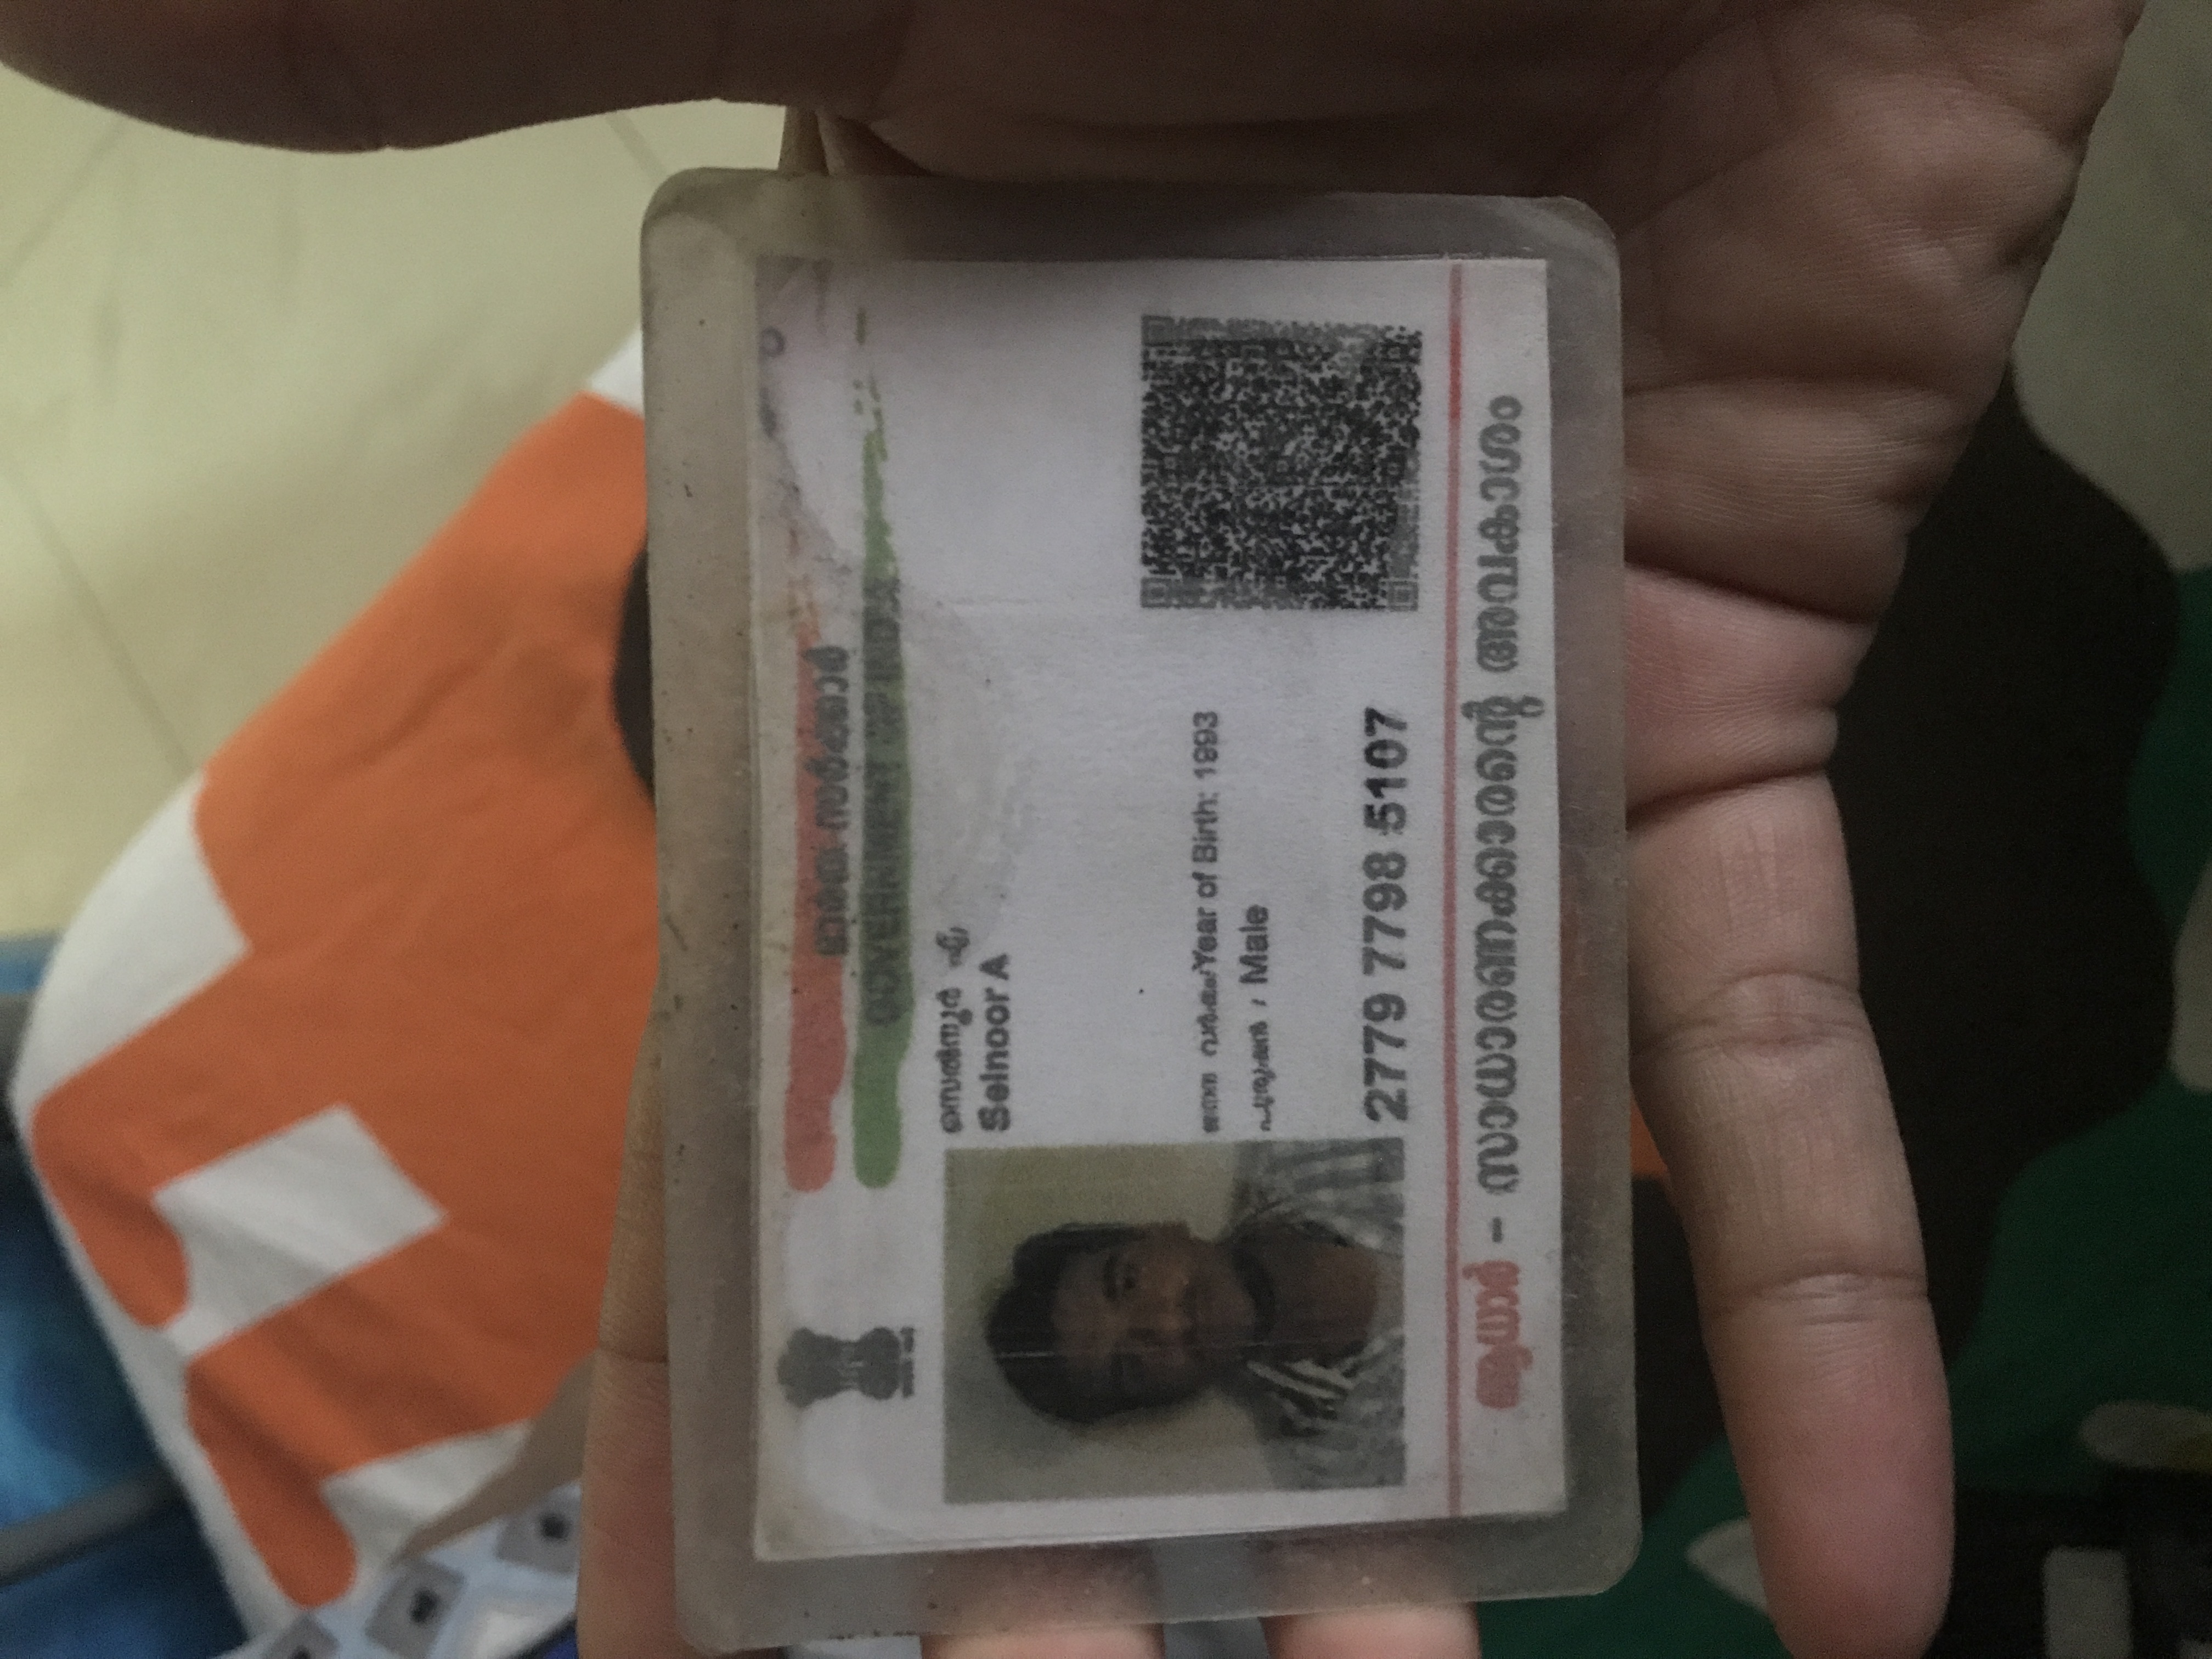 ഭാരത സർക്കാർ
GOVERNMENT OF INDIA
സെൽനൂർ എ
Selnoor A
ജനന വർഷം/Year of Birth: 1993
പുരുഷൻ / Male
2779 7798 5107
ആധാർ - സാധാരണക്കാരന്റെ അവകാശം